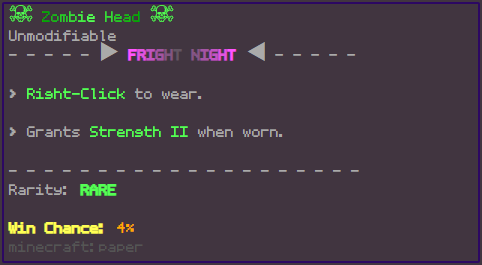 ☠ Zombie Head ☠
Unmodifiable
- - - - - ▶ FRIGHT NIGHT ◀ - - - - -
> Right-Click to wear.
> Grants Strength II when worn.
_ _ _ _ _ _ _ _ _ _ _ _ _ _ _ _ _ _ _ _
Rarity: RARE
Win Chance: 4%
minecraft:paper